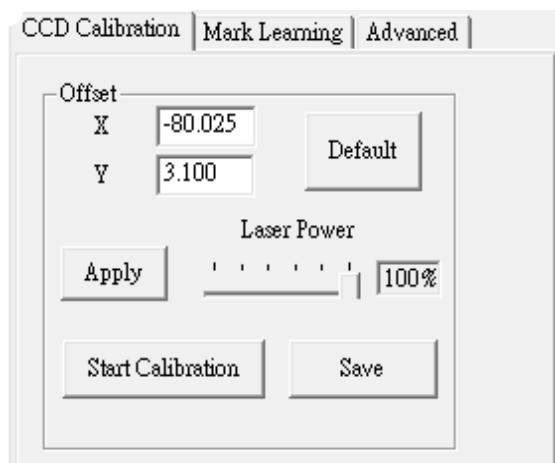 CCD Calibration Mark Learning Advanced
Offset
X -80.025
Default
Y 3.100
Laser Power
Apply 100%
Start Calibration Save